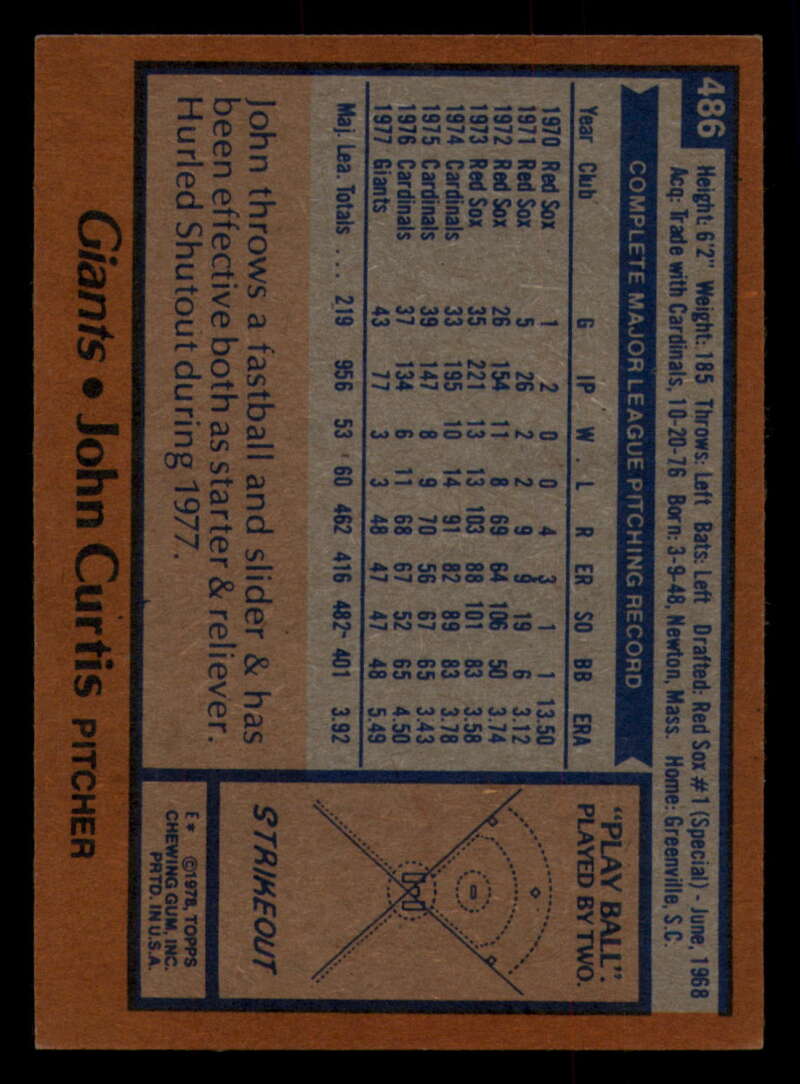 486
Height: 6'2" Weight: 185 Throws: Left Bats: Left Drafted: Red Sox #1 (Special) - June, 1968
Acq: Trade with Cardinals, 10-20-76 Born: 3-9-48, Newton, Mass. Home: Greenville, S.C.
COMPLETE MAJOR LEAGUE PITCHING RECORD
Year Club G IP W. L R ER SO BB ERA
1970 Red Sox 1 2 0 0 4 3 1 1 13.50
1971 Red Sox 5 26 2 2 9 9 19 6 3.12
1972 Red Sox 26 154 11 8 69 64 106 50 3.74
1973 Red Sox 35 221 13 13 103 88 101 83 3.58
1974 Cardinals 33 195 10 14 91 82 89 83 3.78
1975 Cardinals 39 147 8 9 70 56 67 65 3.43
1976 Cardinals 37 134 6 11 68 67 52 65 4.50
1977 Giants 43 77 3 3 48 47 47 48 5.49
Maj. Lea. Totals ... 219 956 53 60 462 416 482- 401 3.92
John throws a fastball and slider & has
been effective both as starter & reliever.
Hurled Shutout during 1977.
"PLAY BALL".
PLAYED BY TWO.
STRIKEOUT
E* ©1978, TOPPS
CHEWING GUM, INC.
PRTD. IN U.S.A.
Giants • John Curtis PITCHER